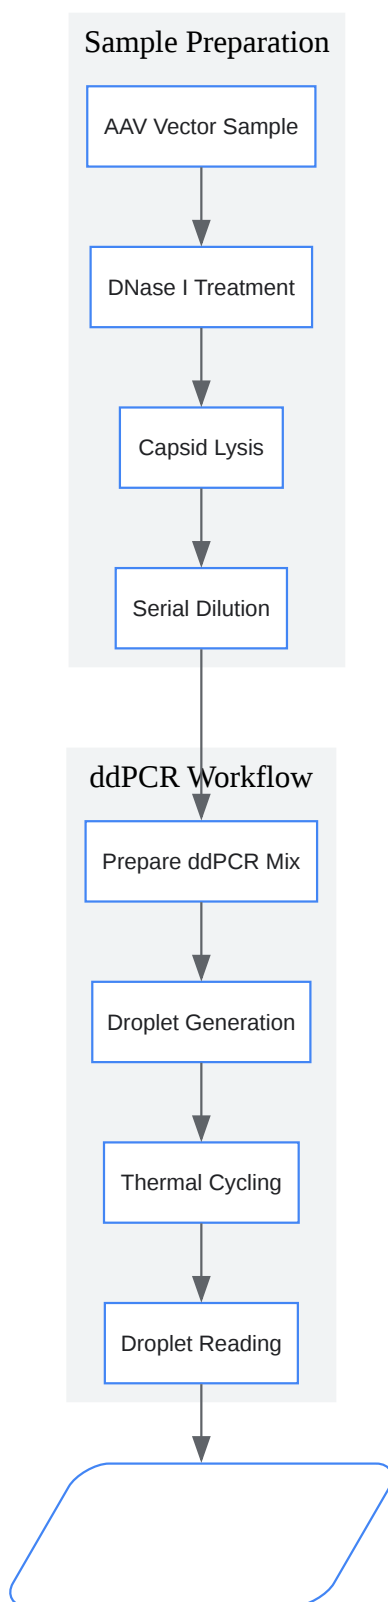 Sample Preparation
AAV Vector Sample
DNase I Treatment
Capsid Lysis
Serial Dilution
ddPCR Workflow
Prepare ddPCR Mix
Droplet Generation
Thermal Cycling
Droplet Reading